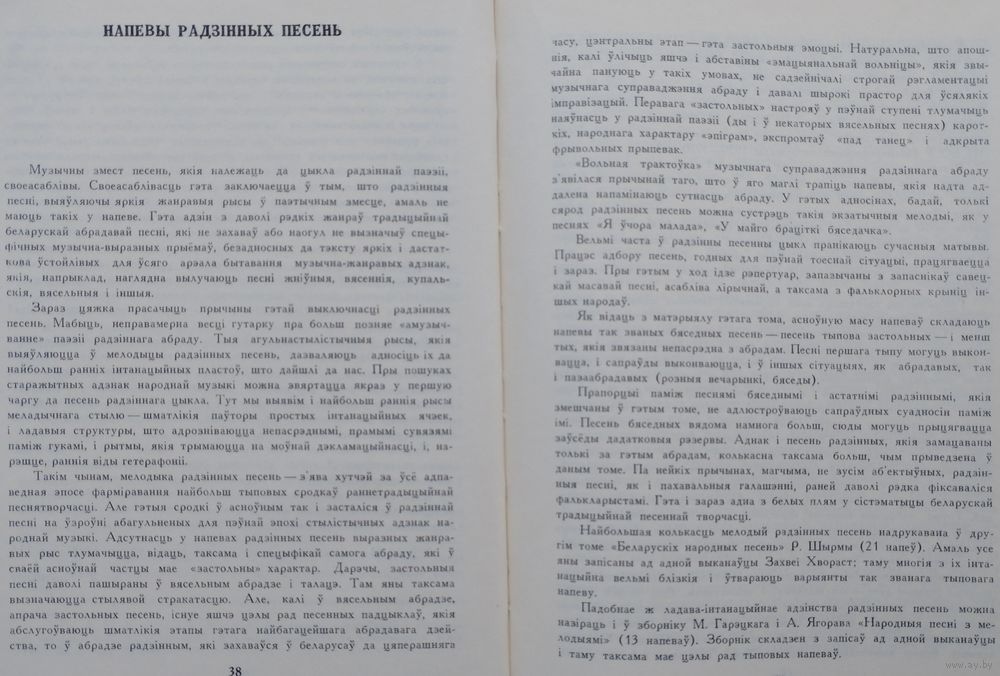 НАПЕВЫ РАДЗІННЫХ ПЕСЕНЬ
Музычны змест песень, якія належаць да цыкла радзіннай паэзіі,
своеасаблівы. Своеасаблівасць гэта заключаецца ў тым, што радзінныя
песні, выяўляючы яркія жанравыя рысы ў паэтычным змесце, амаль не
маюць такіх у напеве. Гэта адзін з даволі рэдкіх жанраў традыцыйнай
беларускай абрадавай песні, які не захаваў або наогул не вызначыў спецы-
фічных музычна-выразных прыёмаў, безадносных да тэксту яркіх і дастат-
кова ўстойлівых для ўсяго арэала бытавання музычна-жанравых адзнак,
якія, напрыклад, наглядна вылучаюць песні жніўныя, вясеннія, купаль-
скія, вясельныя і іншыя.
Зараз цяжка прасачыць прычыны гэтай выключнасці радзінных
песень. Мабыць, неправамерна весці гутарку пра больш позняе «амузыч-
ванне» паэзіі радзіннага абраду. Тыя агульнастылістычныя рысы, якія
выяўляюцца ў мелодыцы радзінных песень, дазваляюць адносіць іх да
найбольш ранніх інтанацыйных пластоў, што дайшлі да нас. Пры пошуках
старажытных адзнак народнай музыкі можна звяртацца якраз у першую
чаргу да песень радзіннага цыкла. Тут мы выявім і найбольш раннія рысы
меладычнага стылю — шматлікія паўторы простых інтанацыйных ячэек,
і ладавыя структуры, што адрозніваюцца непасрэднымі, прамымі сувязямі
паміж гукамі, і рытмы, якія трымаюцца на моўнай дэкламацыйнасці, і, на-
рэшце, раннія віды гетерафоніі.
Такім чынам, мелодыка радзінных песень — з'ява хутчэй за ўсё адпа-
ведная эпосе фарміравання найбольш тыповых сродкаў раннетрадыцыйнай
песнятворчасці. Але гэтыя сродкі ў асноўным так і засталіся ў радзіннай
песні на ўзроўні абагульненых для пэўнай эпохі стылістычных адзнак на-
роднай музыкі. Адсутнасць у напевах радзінных песень выразных жанра-
вых рыс тлумачыцца, відаць, таксама і спецыфікай самога абраду, які ў
сваёй асноўнай частцы мае «застольны» характар. Дарэчы, застольныя
песні даволі пашыраны ў вясельным абрадзе і талацэ. Там яны таксама
вызначаюцца стылявой стракатасцю. Але, калі ў вясельным абрадзе,
апрача застольных песень, існуе яшчэ цэлы рад песенных падцыклаў, якія
абслугоўваюць шматлікія этапы гэтага найбагацейшага абрадавага дзей-
ства, то ў абрадзе радзінным, які захаваўся ў беларусаў да цяперашняга
38
часу, цэнтральны этап — гэта застольныя эмоцыі. Натуральна, што апош-
нія, калі ўлічыць яшчэ і абставіны «эмацыянальнай вольніцы», якія звы-
чайна пануюць у такіх умовах, не садзейнічалі строгай рэгламентацыі
музычнага суправаджэння абраду і давалі шырокі прастор для ўсялякіх
імправізацый. Перавага «застольных» настрояў у пэўнай ступені тлумачыць
наяўнасць у радзіннай паэзіі (ды і ў некаторых вясельных песнях) карот-
кіх, народнага характару «эпіграм», экспромтаў «пад танец» і адкрыта
фрывольных прыпевак.
«Вольная трактоўка» музычнага суправаджэння радзіннага абраду
з'явілася прычынай таго, што ў яго маглі трапіць напевы, якія надта ад-
далена напамінаюць сутнасць абраду. У гэтых адносінах, бадай, толькі
сярод радзінных песень можна сустрэць такія экзатычныя мелодыі, як у
песнях «Я ўчора малада», «У майго браціткі бяседачка».
Вельмі часта ў радзінны песенны цыкл пранікаюць сучасныя матывы.
Працэс адбору песень, годных для пэўнай тоеснай сітуацыі, працягваецца
і зараз. Пры гэтым у ход ідзе рэпертуар, запазычаны з запаснікаў савец-
кай масавай песні, асабліва лірычнай, а таксама з фальклорных крыніц ін-
шых народаў.
Як відаць з матэрыялу гэтага тома, асноўную масу напеваў складаюць
напевы так званых бяседных песень — песень тыпова застольных — і менш
тых, якія звязаны непасрэдна з абрадам. Песні першага тыпу могуць выкон-
вацца, і сапраўды выконваюцца, і ў іншых сітуацыях, як абрадавых, так
і пазаабрадавых (розныя вечарынкі, бяседы).
Прапорцыі паміж песнямі бяседнымі і астатнімі радзіннымі, якія
змешчаны ў гэтым томе, не адлюстроўваюць сапраўдных суадносін паміж
імі. Песень бяседных вядома намнога больш, сюды могуць прыцягвацца
заўсёды дадатковыя рэзервы. Аднак і песень радзінных, якія замацаваны
толькі за гэтым абрадам, колькасна таксама больш, чым прыведзена ў
даным томе. Па нейкіх прычынах, магчыма, не зусім аб'ектыўных, радзін-
ныя песні, як і пахавальныя галашэнні, раней даволі рэдка фіксаваліся
фалькларыстамі. Гэта і зараз адна з белых плям у сістэматыцы беларускай
традыцыйнай песеннай творчасці.
Найбольшая колькасць мелодый радзінных песень надрукавана ў дру-
гім томе «Беларускіх народных песень» Р. Шырмы (21 напеў). Амаль усе
яны запісаны ад адной выканаўцы Захвеі Хвораст; таму многія з іх інта-
нацыйна вельмі блізкія і ўтвараюць варыянты так званага тыповага
напеву.
Падобнае ж ладава-інтанацыйнае адзінства радзінных песень можна
назіраць і ў зборніку М. Гарэцкага і А. Ягорава «Народныя песні з ме-
лодыямі» (13 напеваў). Зборнік складзен з запісаў ад адной выканаўцы
і таму таксама мае цэлы рад тыповых напеваў.
www.ay.by